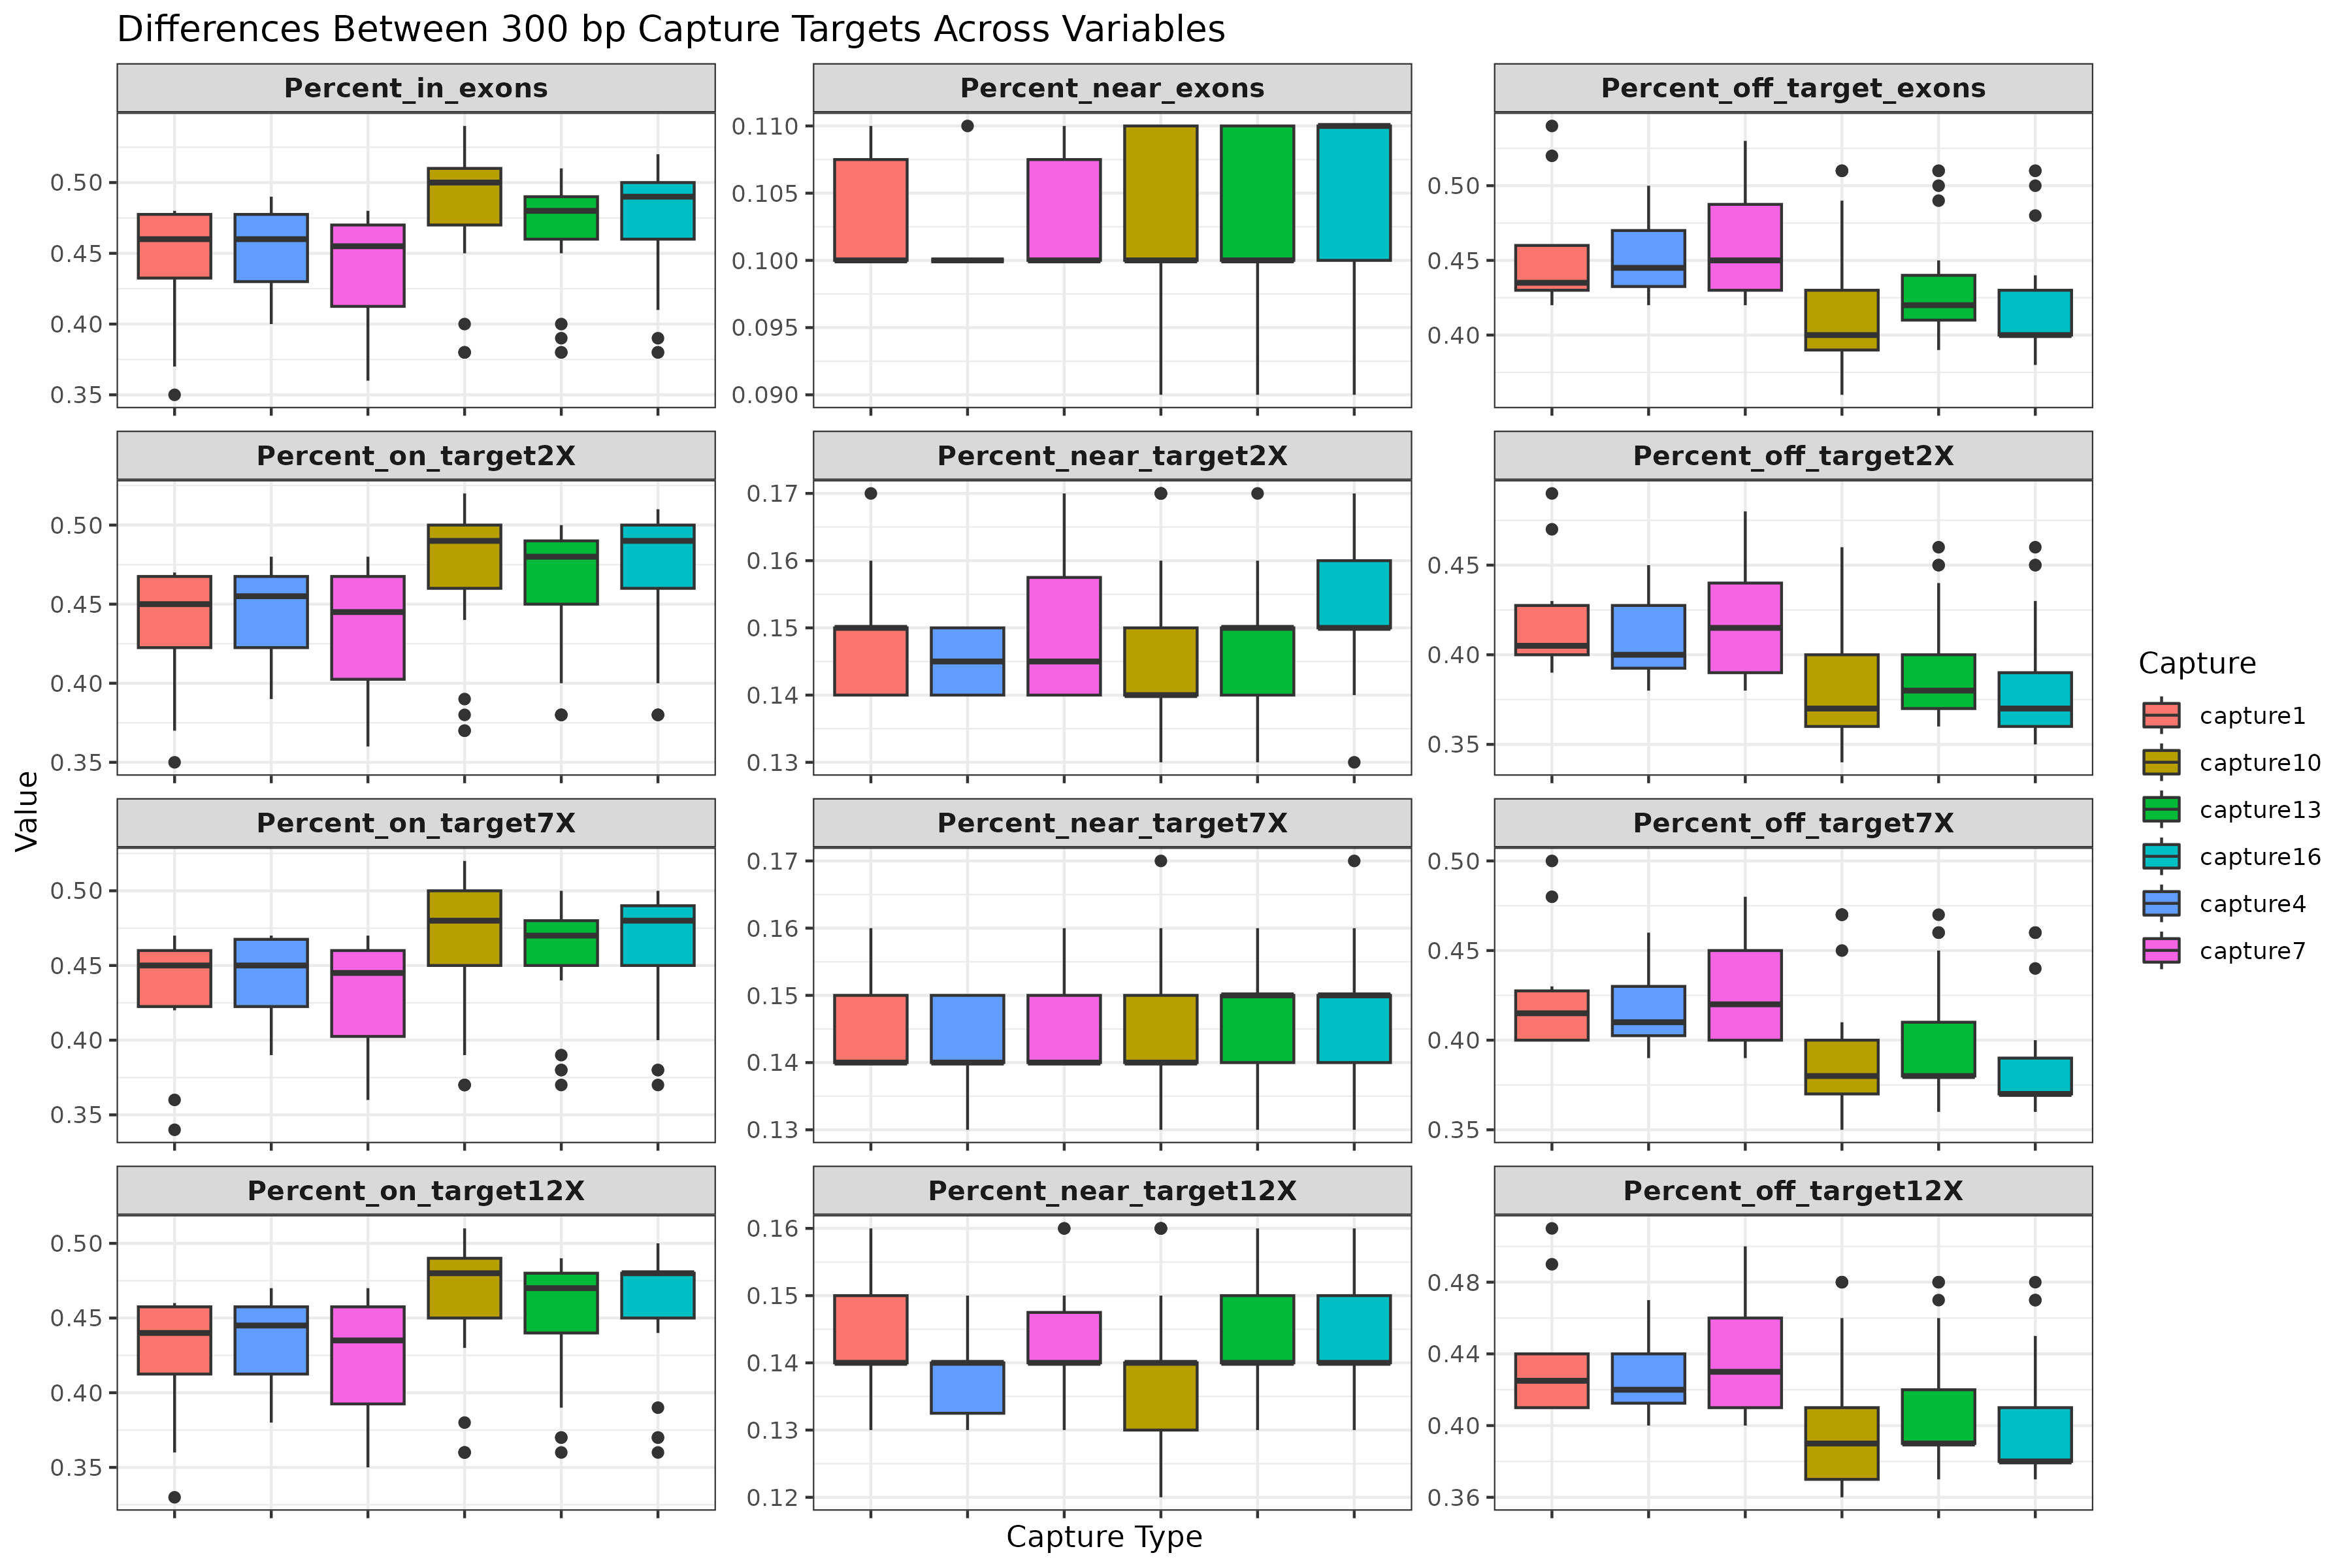 Differences Between 300 bp Capture Targets Across Variables
Percent_in_exons
Percent_near_exons
Percent_off_target_exons
0.50
0.45
0.40
0.35
0.110
0.105
0.100
0.095
0.090
0.50
0.45
0.40
Percent_on_target2X
Percent_near_target2X
Percent_off_target2X
0.50
0.45
0.40
0.35
0.17
0.16
0.15
0.14
0.13
0.45
0.40
0.35
Percent_on_target7X
Percent_near_target7X
Percent_off_target7X
0.50
0.45
0.40
0.35
0.17
0.16
0.15
0.14
0.13
0.50
0.45
0.40
0.35
Percent_on_target12X
Percent_near_target12X
Percent_off_target12X
0.50
0.45
0.40
0.35
0.16
0.15
0.14
0.13
0.12
0.48
0.44
0.40
0.36
Value
Capture Type
Capture
capture1
capture10
capture13
capture16
capture4
capture7